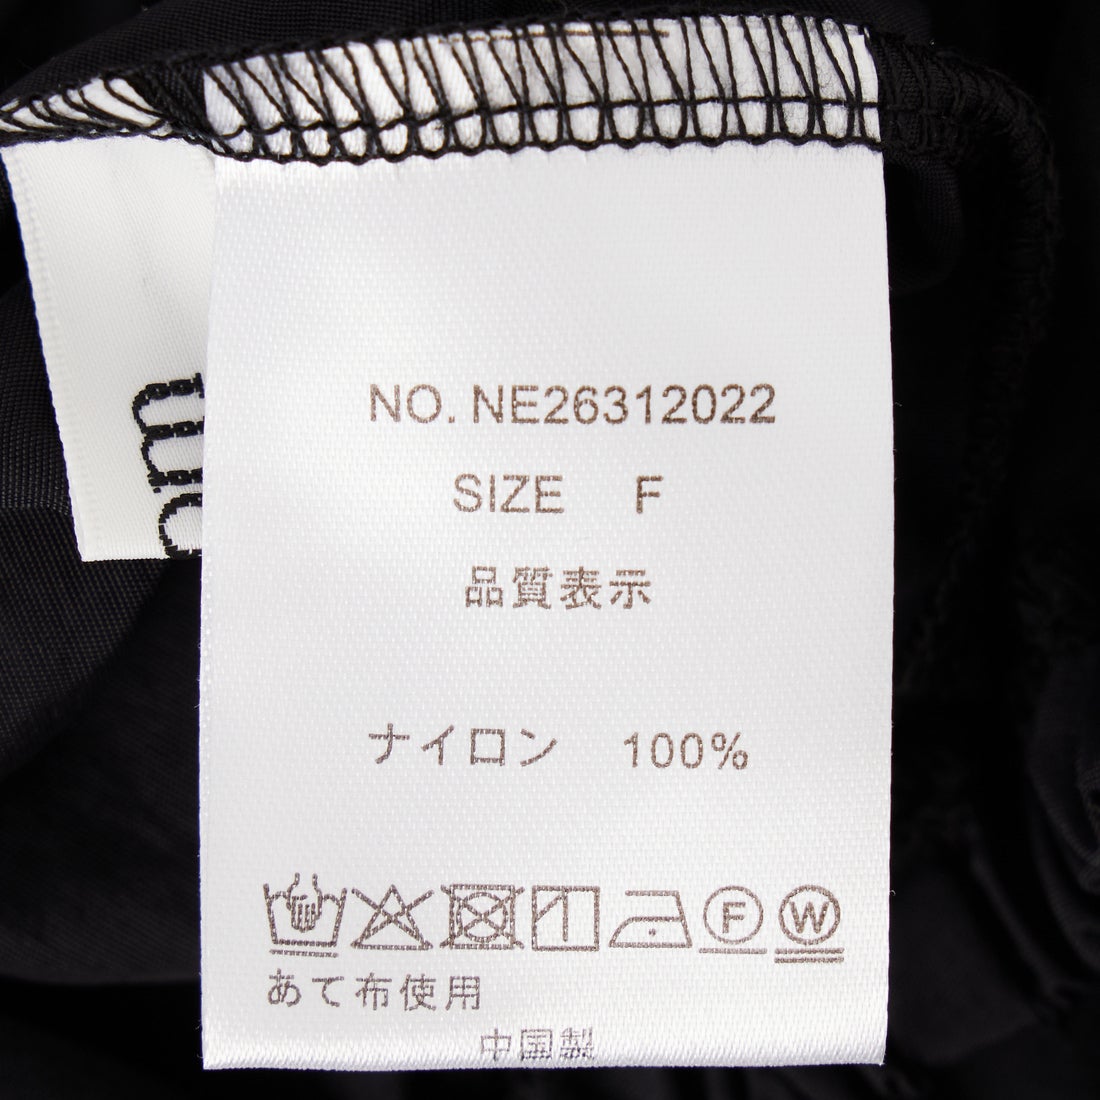 NO. NE26312022
SIZE F
品質表示
ナイロン 100%
F W
あて布使用
中国製